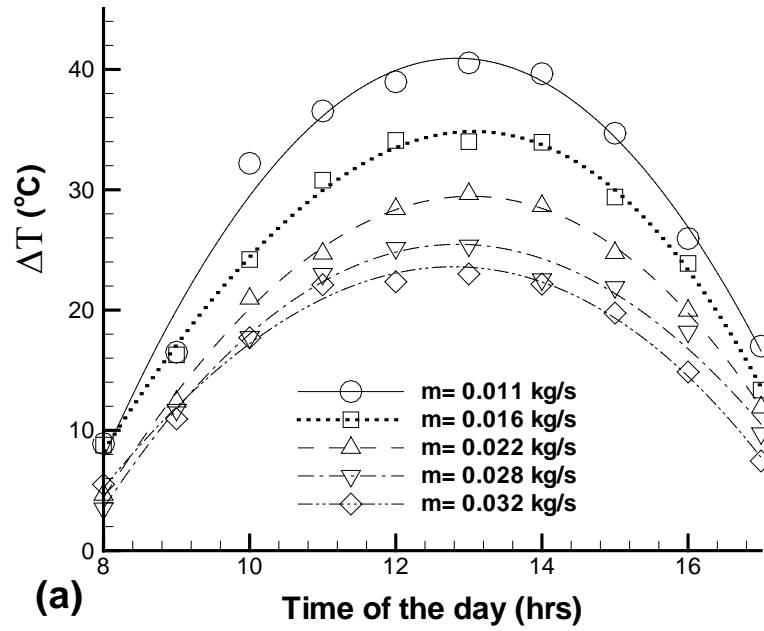 40
30
20
10
0
ΔT (°C)
m= 0.011 kg/s
m= 0.016 kg/s
m= 0.022 kg/s
m= 0.028 kg/s
m= 0.032 kg/s
8 10 12 14 16
(a)
Time of the day (hrs)